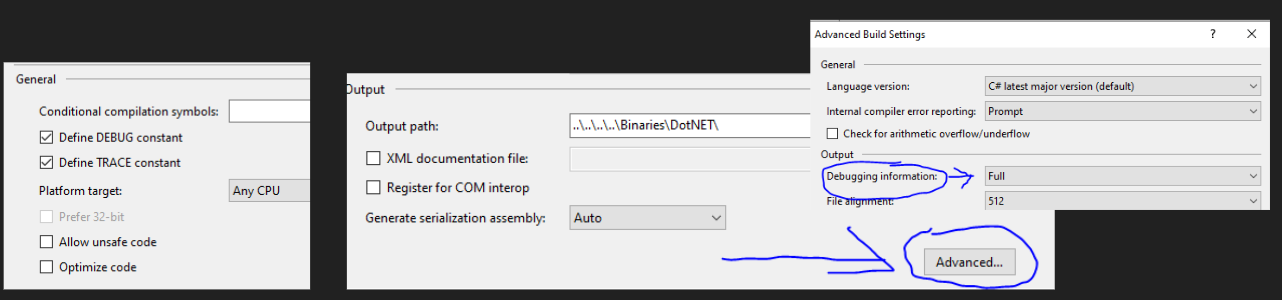 General
Conditional compilation symbols:
Define DEBUG constant
Define TRACE constant
Platform target: Any CPU
Prefer 32-bit
Allow unsafe code
Optimize code
Output
Output path: ..\..\..\..\Binaries\DotNET\
XML documentation file:
Register for COM interop
Generate serialization assembly: Auto
Advanced...
Advanced Build Settings ?
General
Language version: C# latest major version (default)
Internal compiler error reporting: Prompt
Check for arithmetic overflow/underflow
Output
Debugging information: Full
File alignment: 512